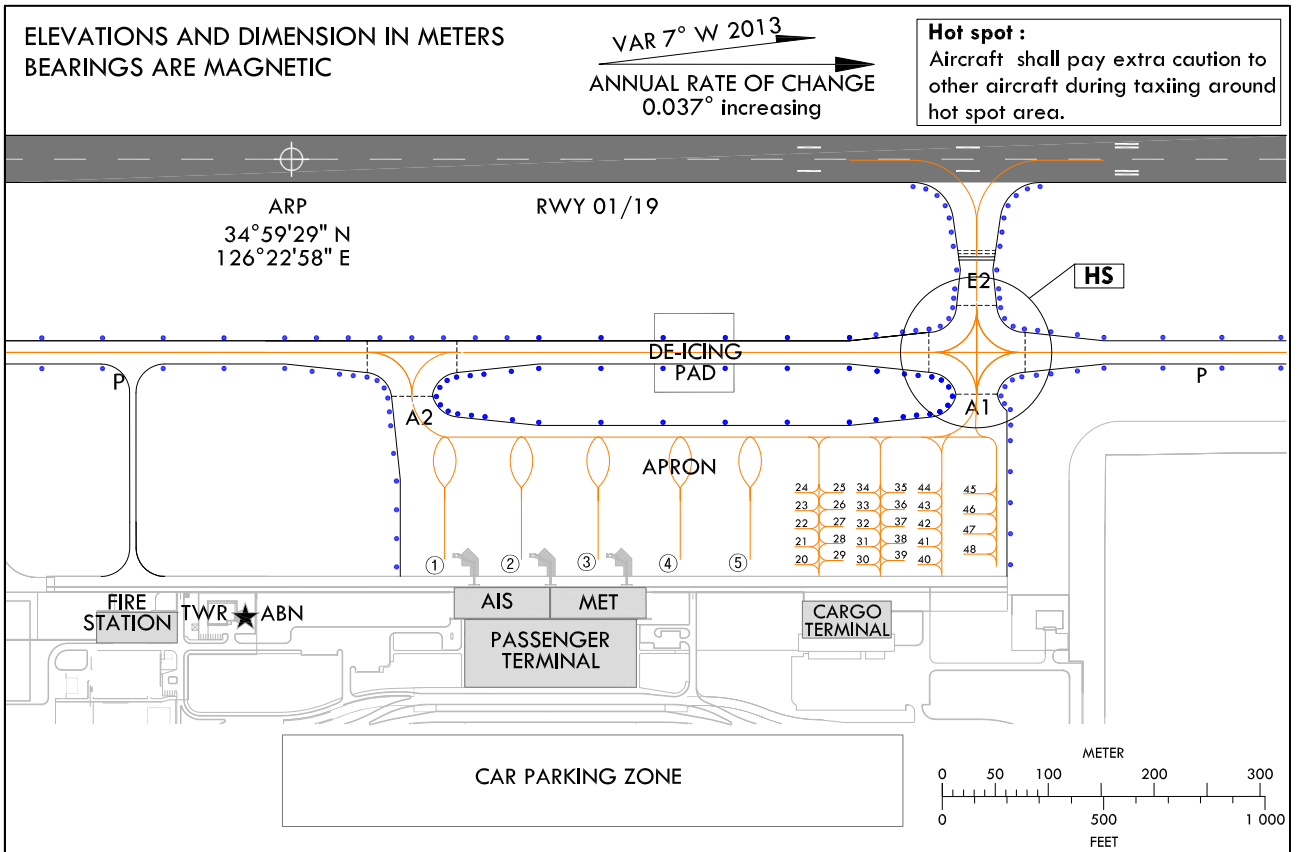 ELEVATIONS AND DIMENSION IN METERS
BEARINGS ARE MAGNETIC
VAR 7° W 2013
ANNUAL RATE OF CHANGE
0.037° increasing
Hot spot :
Aircraft shall pay extra caution to
other aircraft during taxiing around
hot spot area.
ARP
34°59'29" N
126°22'58" E
RWY 01/19
E2
HS
DE-ICING
PAD
P
P
A2
A1
APRON
24 25 34 35 44 45
23 26 33 36 43 46
22 27 32 37 42 47
21 28 31 38 41 48
20 29 30 39 40
1 2 3 4 5
FIRE
STATION
TWR ABN
AIS
MET
PASSENGER
TERMINAL
CARGO
TERMINAL
CAR PARKING ZONE
METER
0 50 100 200 300
0 500 1 000
FEET